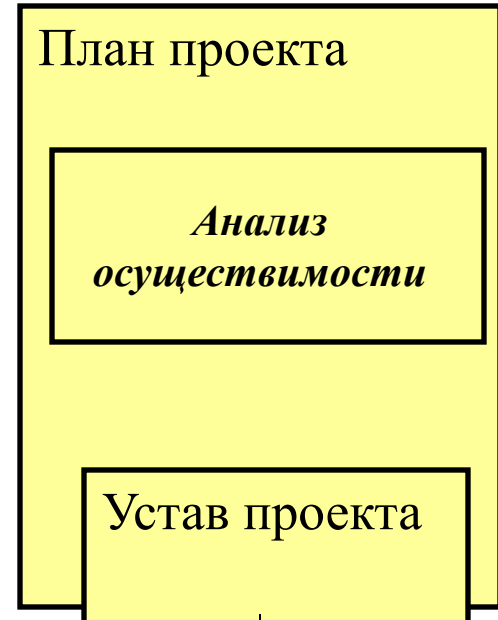 План проекта
Анализ
осуществимости
Устав проекта